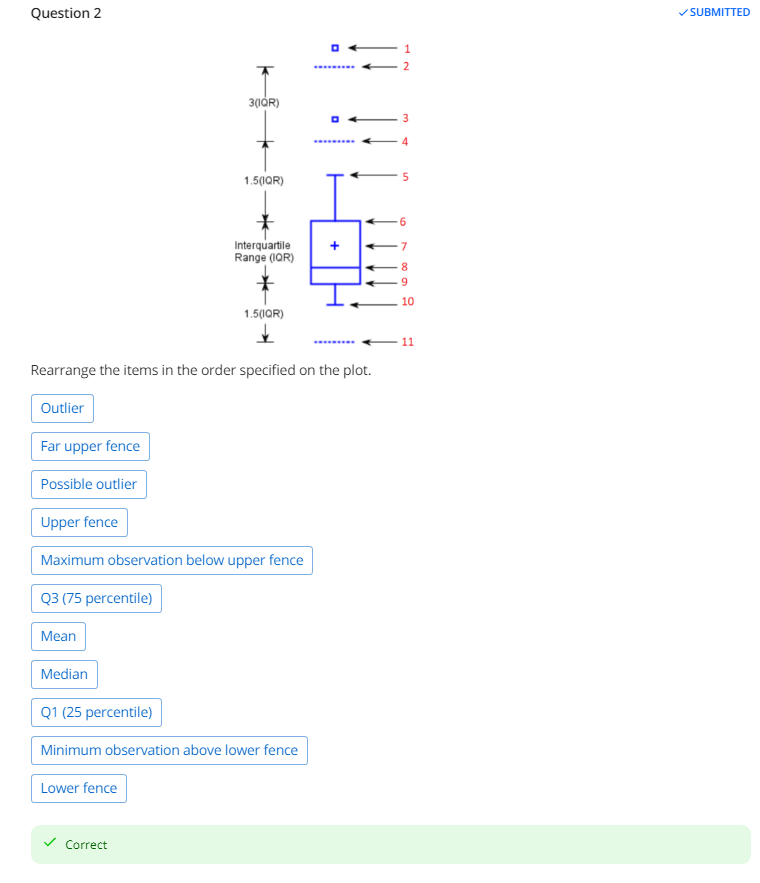 Question 2
✓ SUBMITTED
1
2
3(IQR)
3
4
1.5(IQR)
5
6
Interquartile
Range (IQR)
7
8
9
10
1.5(IQR)
11
Rearrange the items in the order specified on the plot.
Outlier
Far upper fence
Possible outlier
Upper fence
Maximum observation below upper fence
Q3 (75 percentile)
Mean
Median
Q1 (25 percentile)
Minimum observation above lower fence
Lower fence
✓ Correct